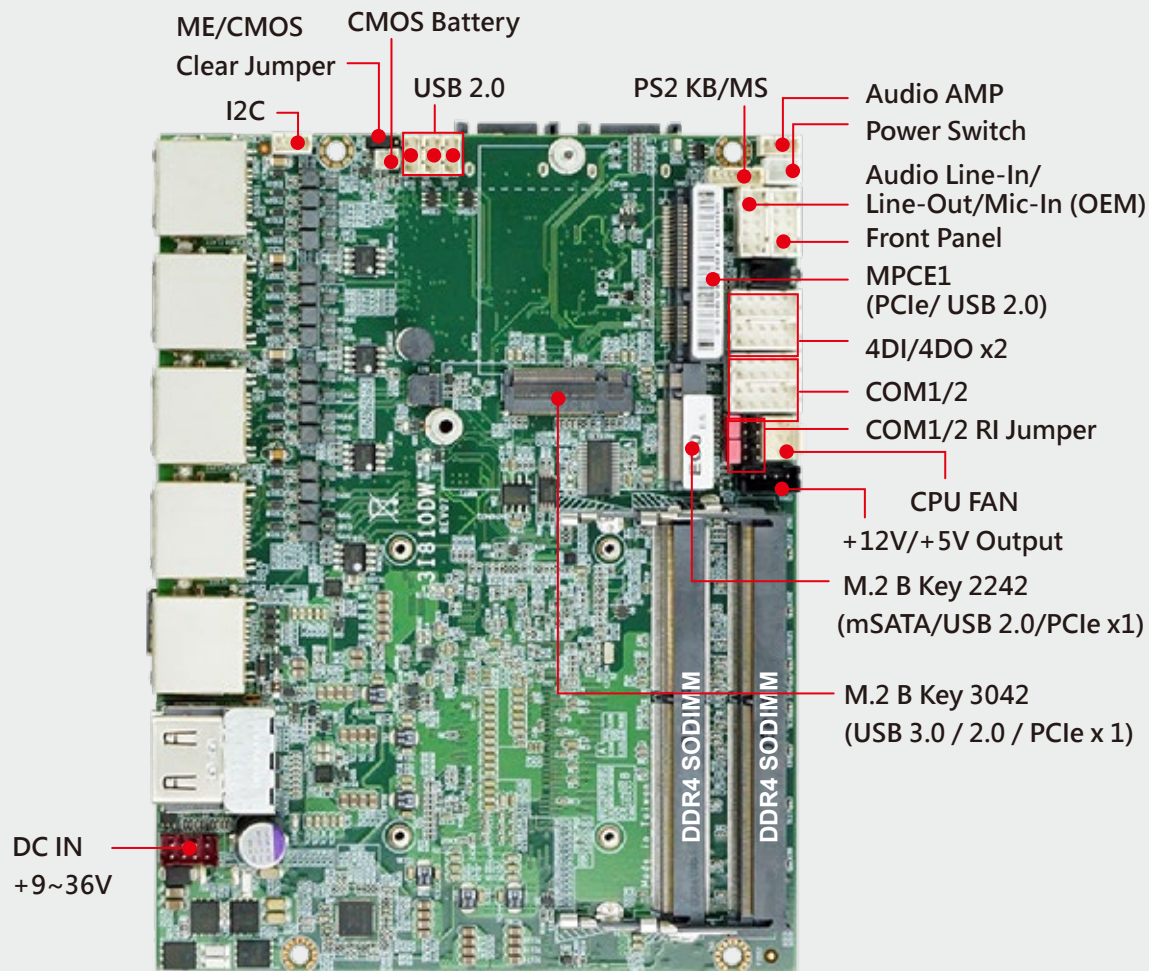 ME/CMOS
Clear Jumper
CMOS Battery
I2C
USB 2.0
PS2 KB/MS
Audio AMP
Power Switch
Audio Line-In/
Line-Out/Mic-In (OEM)
Front Panel
MPCE1
(PCIe/ USB 2.0)
4DI/4DO x2
COM1/2
COM1/2 RI Jumper
CPU FAN
+12V/+5V Output
M.2 B Key 2242
(mSATA/USB 2.0/PCIe x1)
M.2 B Key 3042
(USB 3.0 / 2.0 / PCIe x 1)
DC IN
+9~36V
3I810DW
DDR4 SODIMM
DDR4 SODIMM